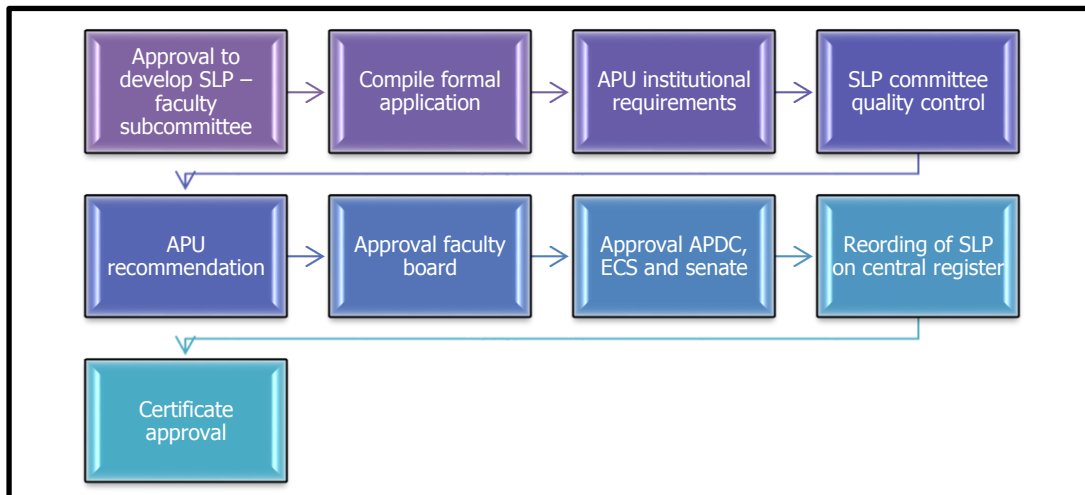 Approval to
develop SLP –
faculty
subcommittee
Compile formal
application
APU institutional
requirements
SLP committee
quality control
APU
recommendation
Approval faculty
board
Approval APDC,
ECS and senate
Reording of SLP
on central register
Certificate
approval